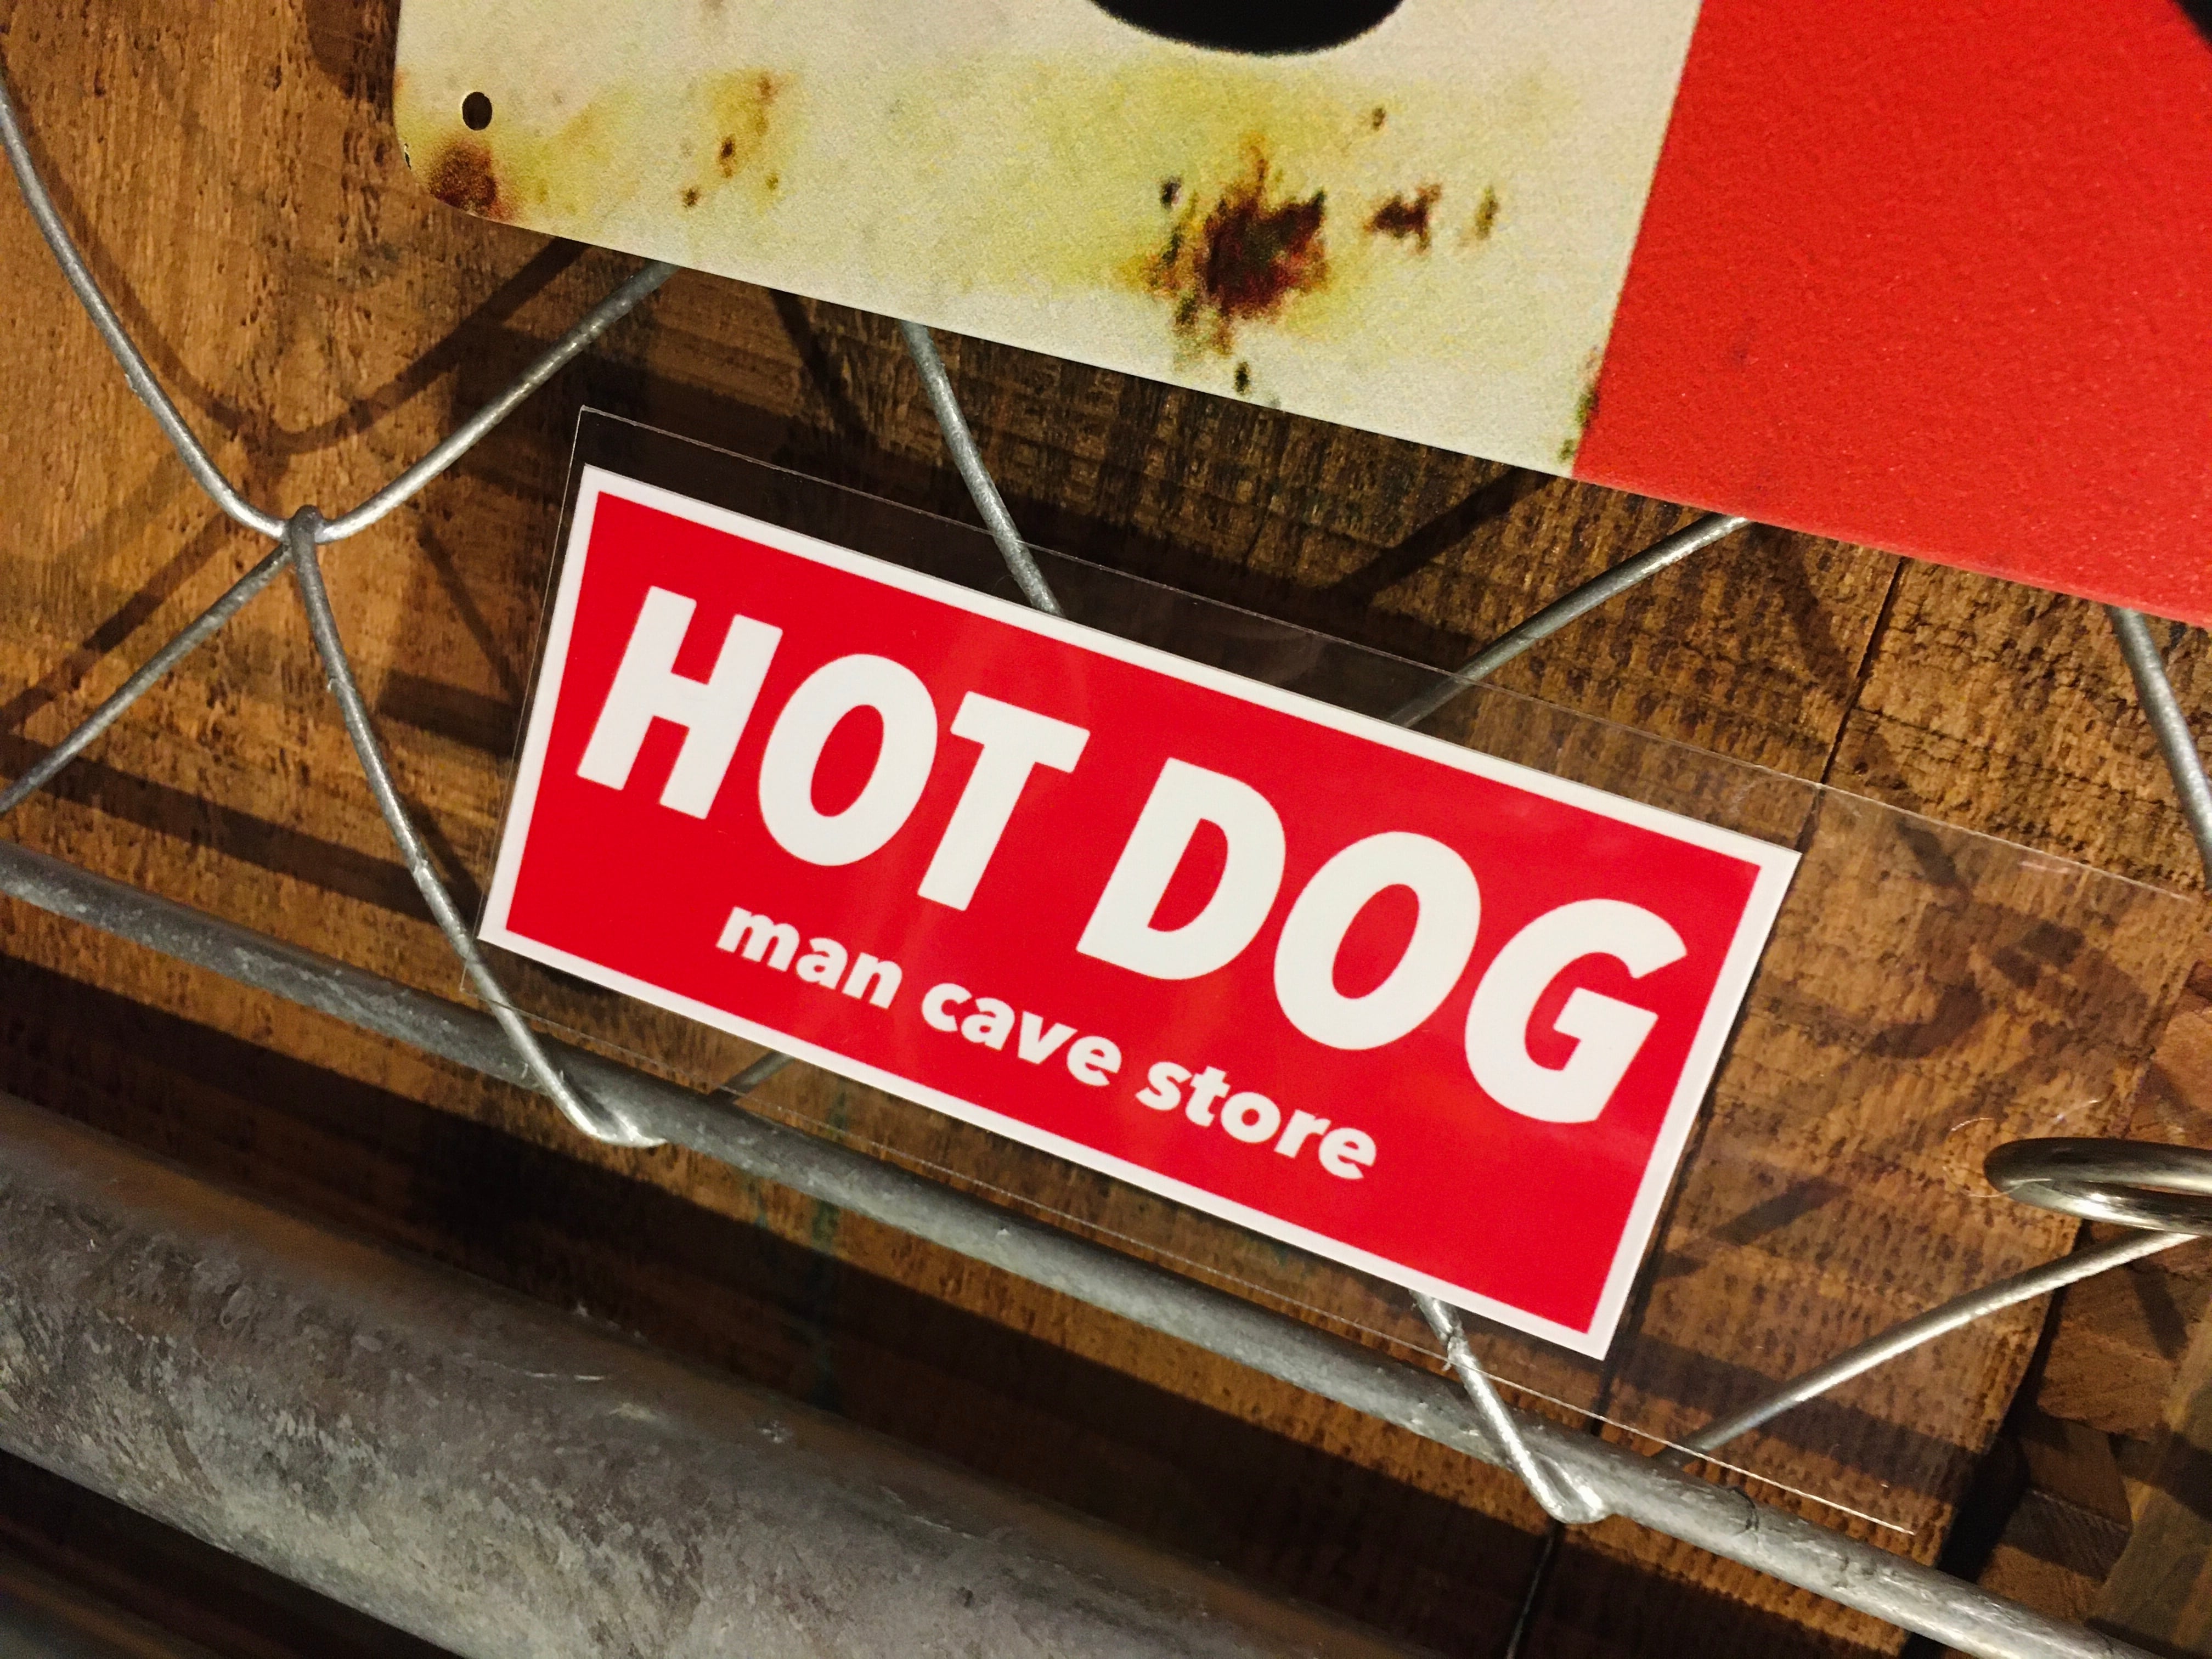 HOT DOG
man cave store